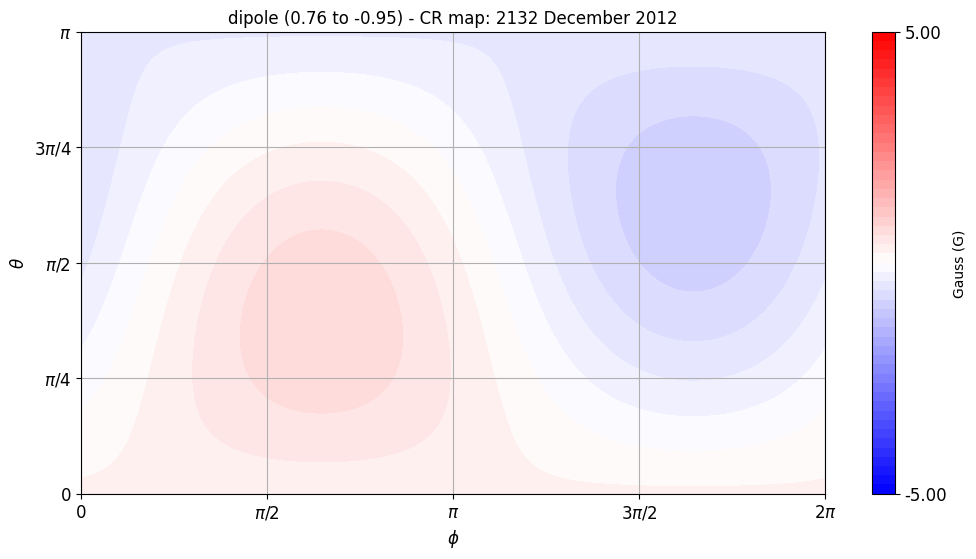 dipole (0.76 to -0.95) - CR map: 2132 December 2012
π
3π/4
π/2
π/4
0
θ
0
π/2
π
3π/2
2π
ϕ
5.00
-5.00
Gauss (G)